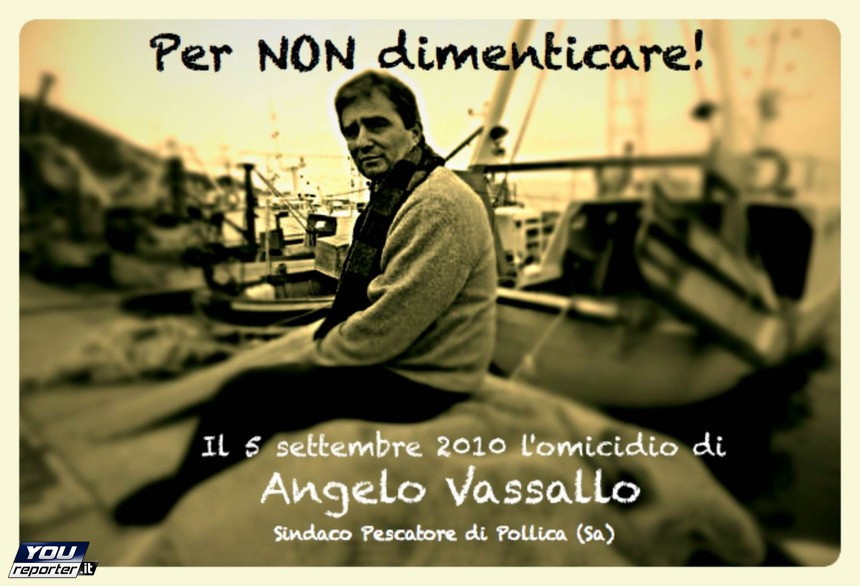 Per NON dimenticare!
Il 5 settembre 2010 l'omicidio di
Angelo Vassallo
Sindaco Pescatore di Pollica (Sa)
YOU
reporter.it